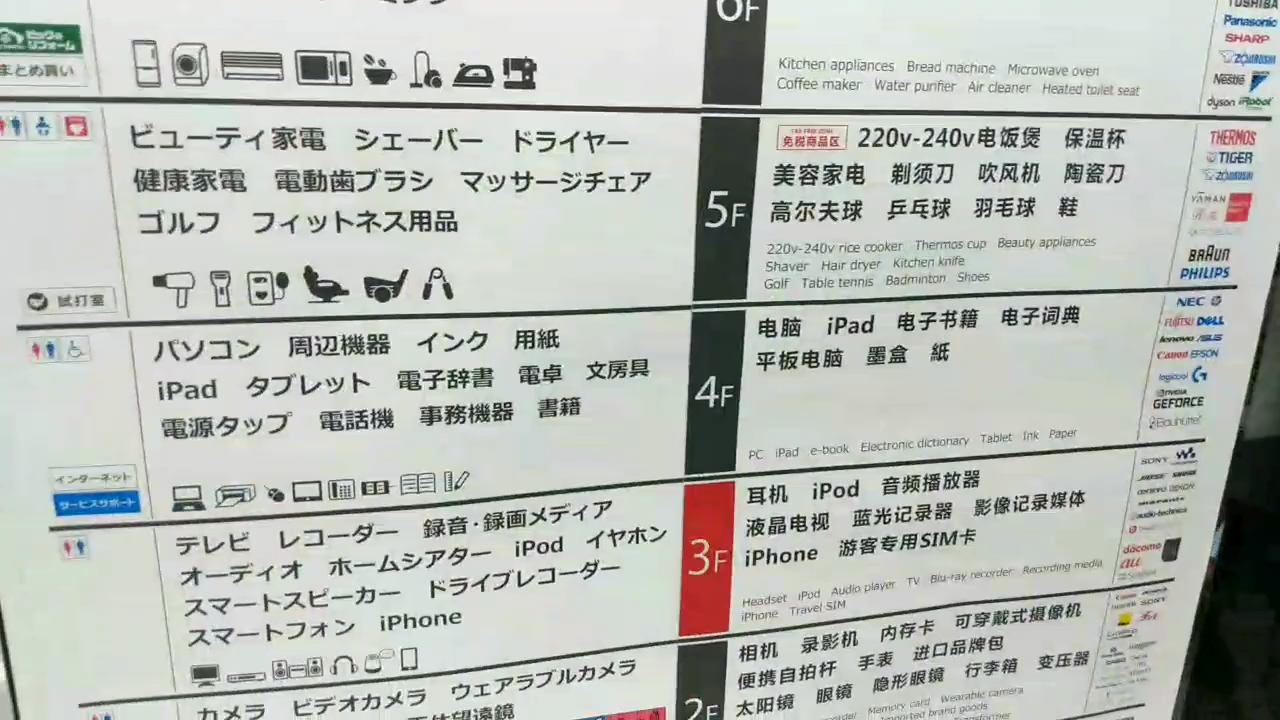 6F
まとめ買い
Kitchen appliances Bread machine Microwave oven
Coffee maker Water purifier Air cleaner Heated toilet seat
TOSHIBA
Panasonic
SHARP
ZOJIRUSHI
Nestlé
dyson iRobot
ビューティ家電 シェーバー ドライヤー
健康家電 電動歯ブラシ マッサージチェア
ゴルフ フィットネス用品
試打室
5F
免税商品区 220v-240v电饭煲 保温杯
美容家电 剃须刀 吹风机 陶瓷刀
高尔夫球 乒乓球 羽毛球 鞋
220v-240v rice cooker Thermos cup Beauty appliances
Shaver Hair dryer Kitchen knife
Golf Table tennis Badminton Shoes
THERMOS
TIGER
ZOJIRUSHI
YAMAN
BRAUN
PHILIPS
パソコン 周辺機器 インク 用紙
iPad タブレット 電子辞書 電卓 文房具
電源タップ 電話機 事務機器 書籍
インターネット
サービスサポート
4F
电脑 iPad 电子书籍 电子词典
平板电脑 墨盒 紙
PC iPad e-book Electronic dictionary Tablet Ink Paper
NEC
FUJITSU DELL
lenovo ASUS
Canon EPSON
logicool G
NVIDIA
GEFORCE
テレビ レコーダー 録音・録画メディア
オーディオ ホームシアター iPod イヤホン
スマートスピーカー ドライブレコーダー
スマートフォン iPhone
3F
耳机 iPod 音频播放器
液晶电视 蓝光记录器 影像记录媒体
iPhone 游客专用SIM卡
Headset iPod Audio player TV Blu-ray recorder Recording media
iPhone Travel SIM
SONY
audio-technica
docomo
au
カメラ ビデオカメラ ウェアラブルカメラ
天体望遠鏡
2F
相机 录影机 内存卡 可穿戴式摄像机
便携自拍杆 手表 进口品牌包
太阳镜 眼镜 隐形眼镜 行李箱 变压器
Memory card Wearable camera
Imported brand goods
SONY